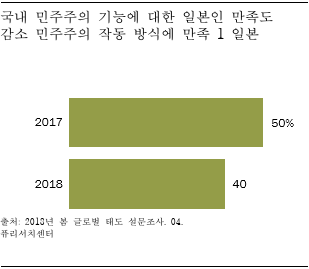 국내 민주주의 기능에 대한 일본인 만족도
감소 민주주의 작동 방식에 만족 1 일본
2017
50%
2018
40
출처: 2018년 봄 글로벌 태도 설문조사. 04.
퓨리서치센터